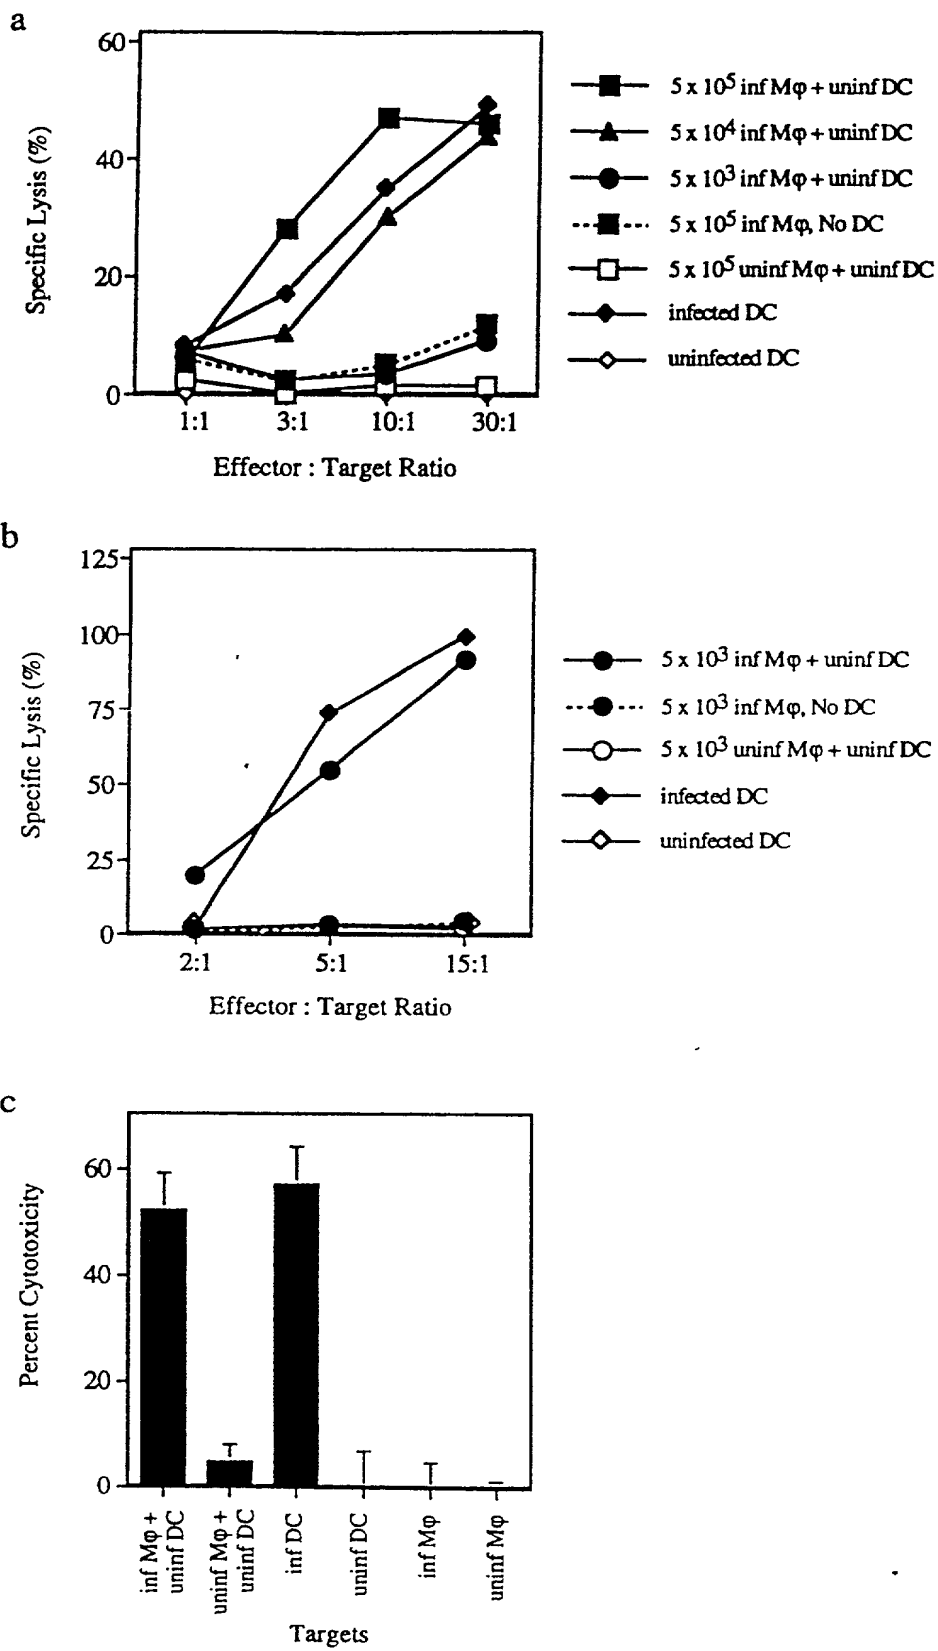 a
60
40
20
0
Specific Lysis (%)
1:1 3:1 10:1 30:1
Effector : Target Ratio
5 x 10⁵ inf Mφ + uninf DC
5 x 10⁴ inf Mφ + uninf DC
5 x 10³ inf Mφ + uninf DC
5 x 10⁵ inf Mφ, No DC
5 x 10⁵ uninf Mφ + uninf DC
infected DC
uninfected DC
b
125
100
75
50
25
0
Specific Lysis (%)
2:1 5:1 15:1
Effector : Target Ratio
5 x 10³ inf Mφ + uninf DC
5 x 10³ inf Mφ, No DC
5 x 10³ uninf Mφ + uninf DC
infected DC
uninfected DC
c
60
40
20
0
Percent Cytotoxicity
inf Mφ +
uninf DC
uninf Mφ +
uninf DC
inf DC
uninf DC
inf Mφ
uninf Mφ
Targets